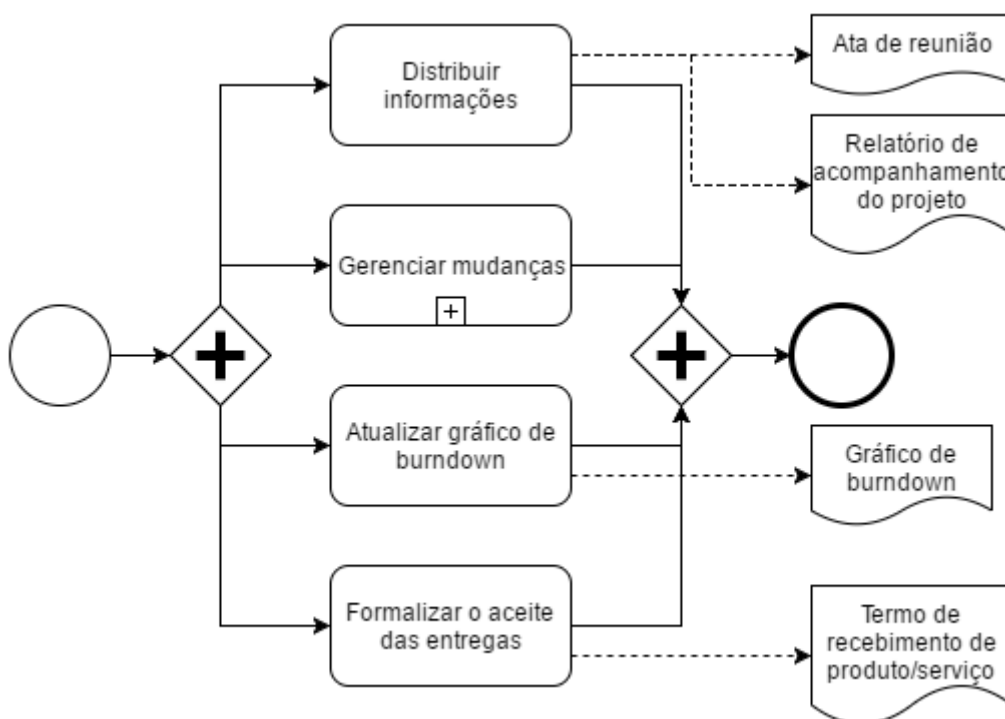 Distribuir
informações
Ata de reunião
Relatório de
acompanhamento
do projeto
Gerenciar mudanças
Atualizar gráfico de
burndown
Gráfico de
burndown
Formalizar o aceite
das entregas
Termo de
recebimento de
produto/serviço